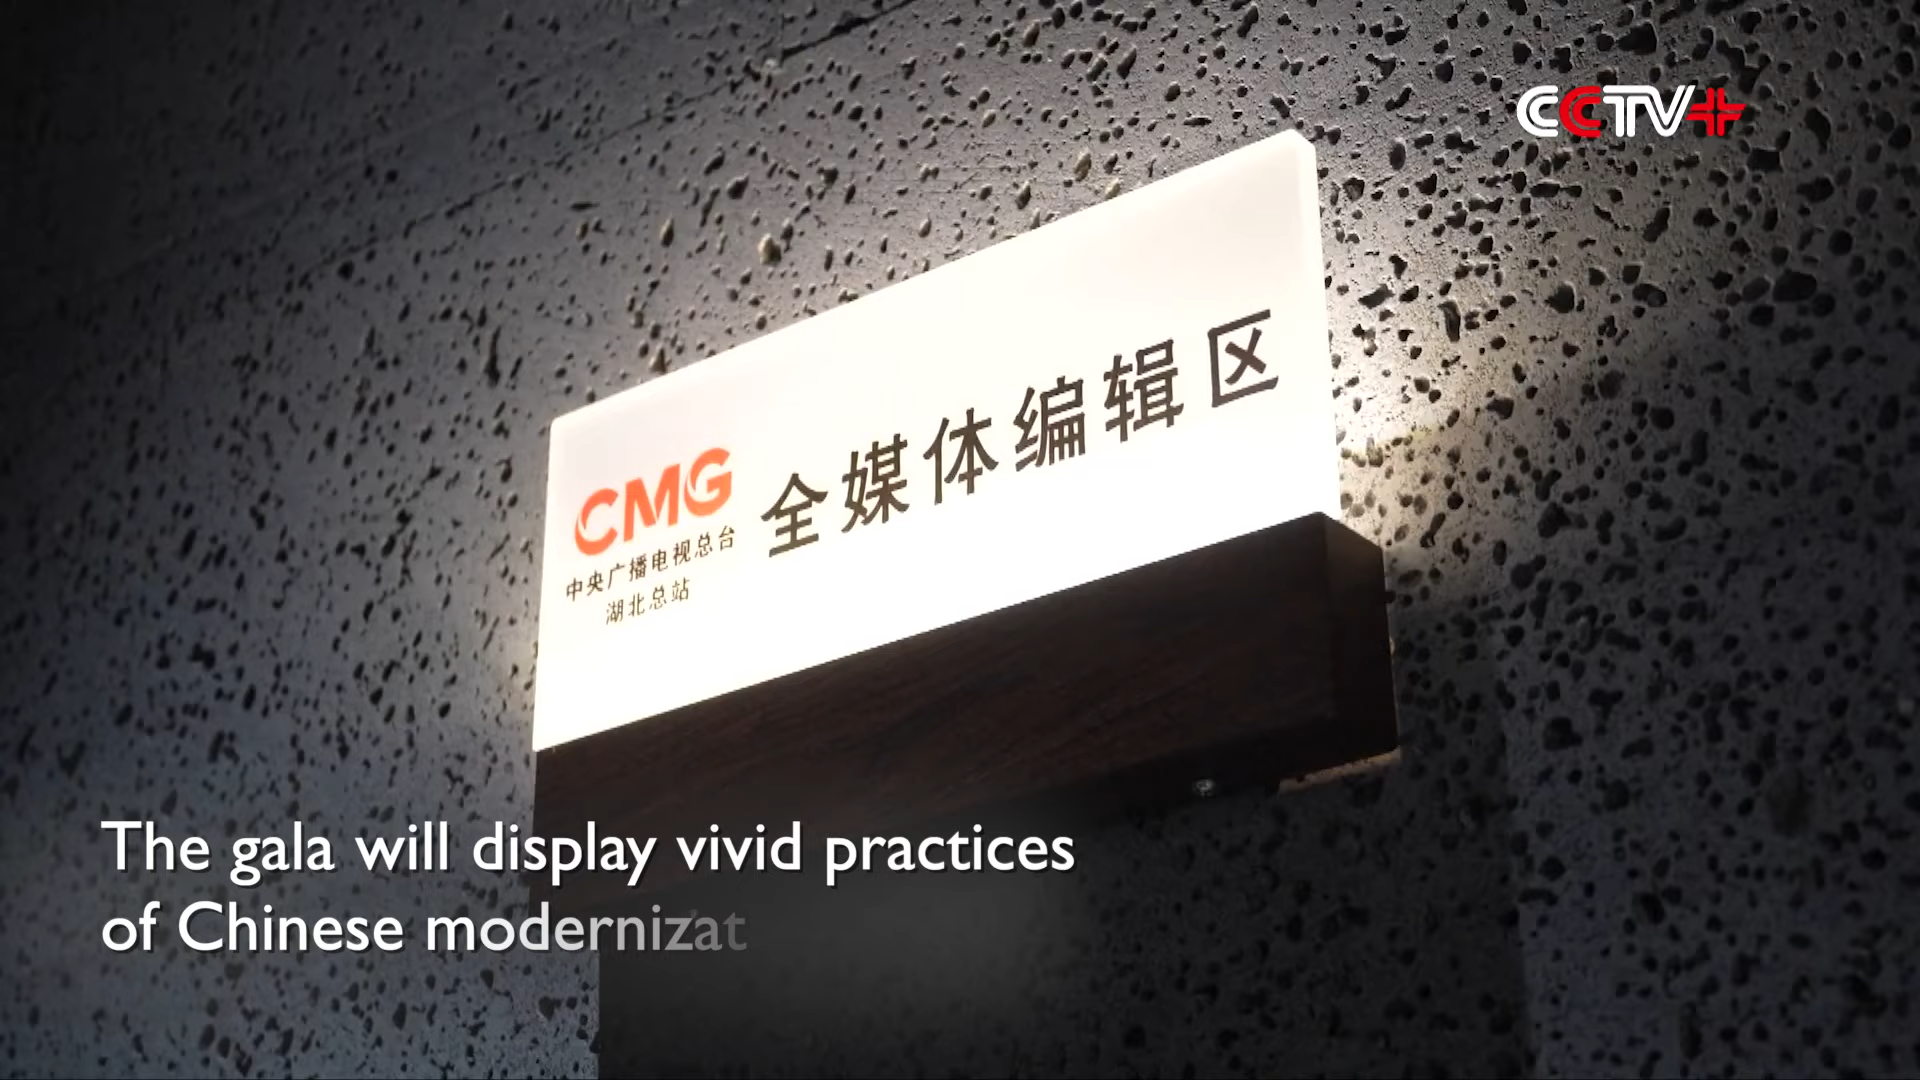 CCTV+
CMG
中央广播电视总台
湖北总站
全媒体编辑区
The gala will display vivid practices
of Chinese modernizat